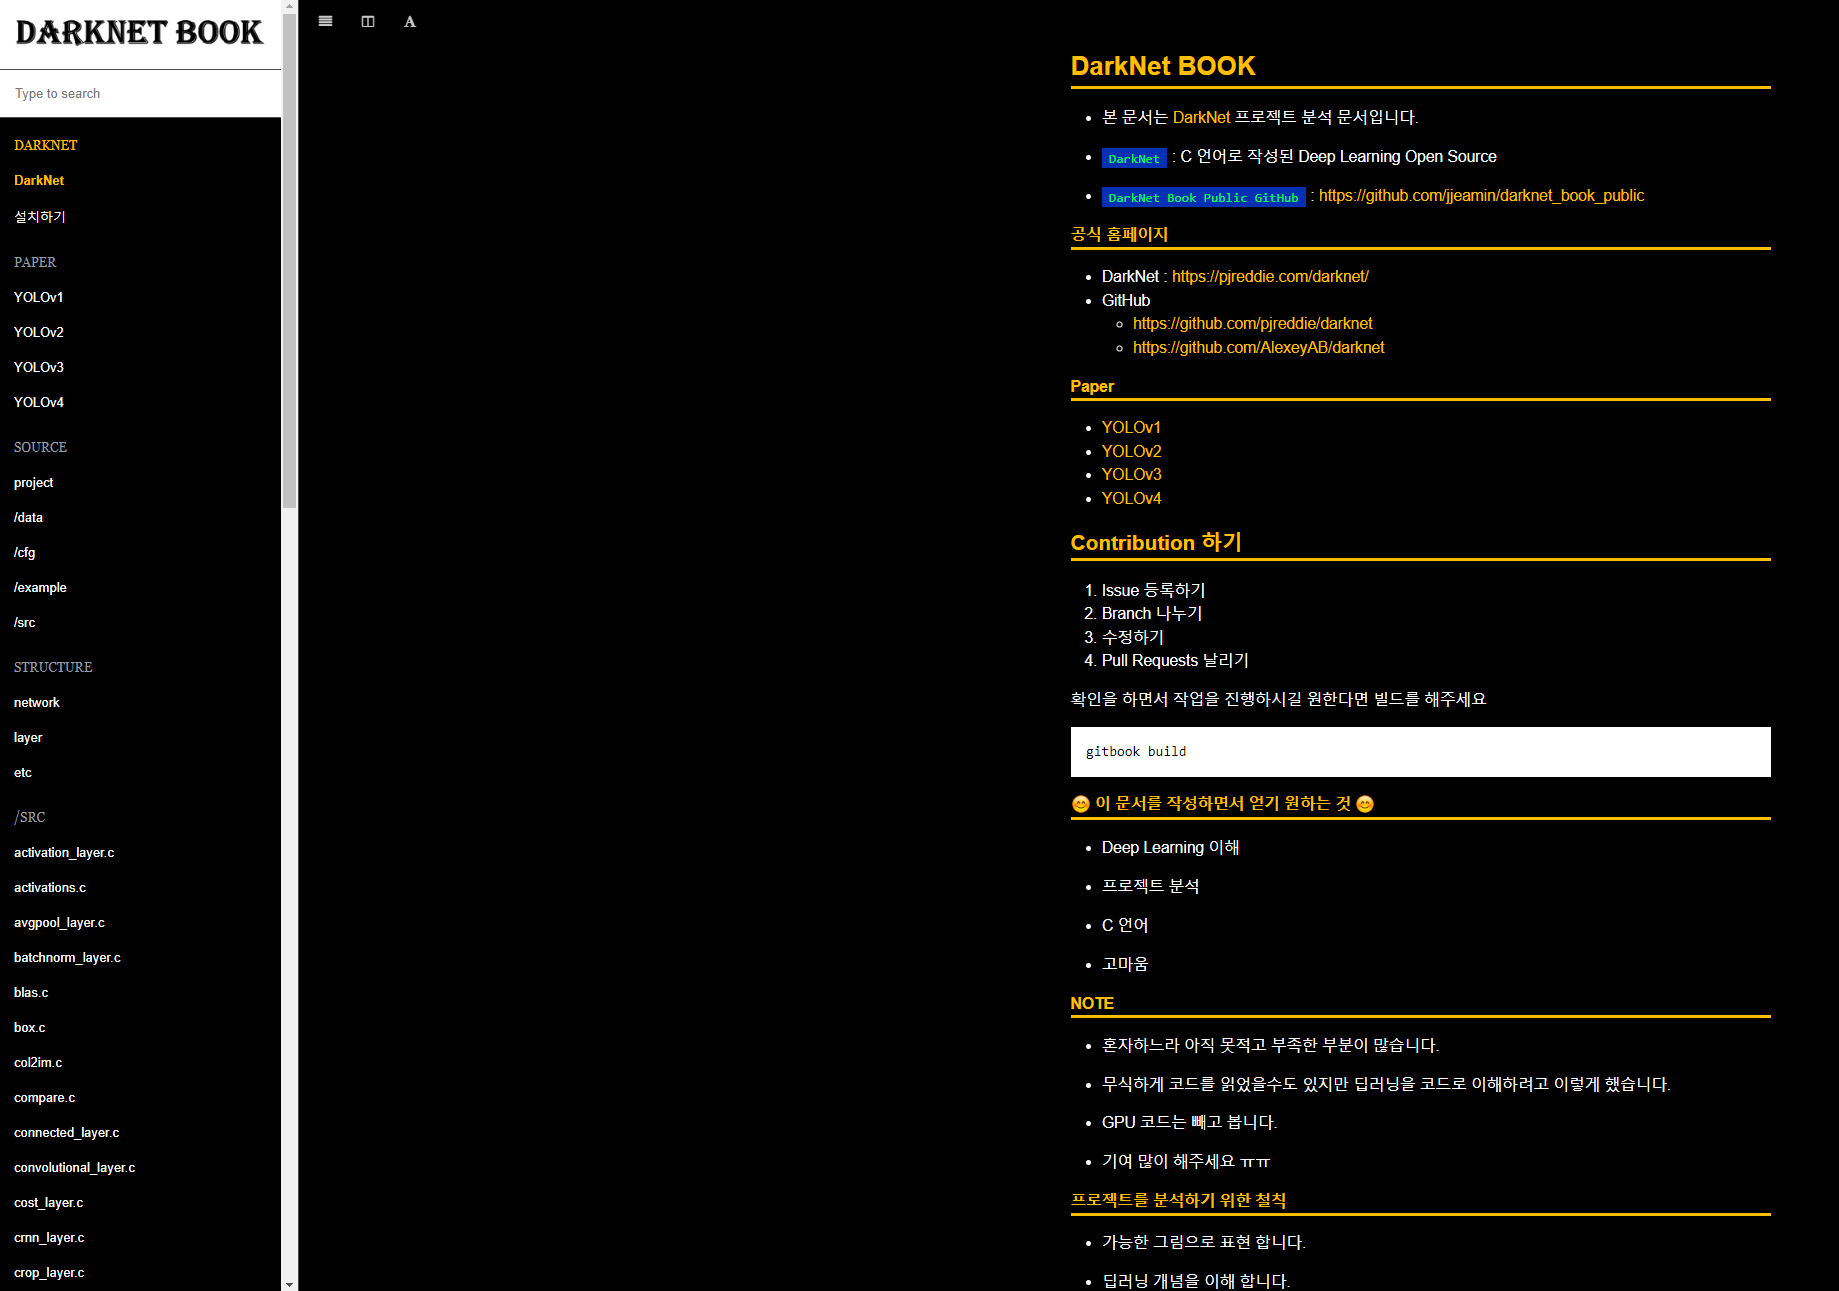 DARKNET BOOK
Type to search
DARKNET
DarkNet
설치하기
PAPER
YOLOv1
YOLOv2
YOLOv3
YOLOv4
SOURCE
project
/data
/cfg
/example
/src
STRUCTURE
network
layer
etc
/SRC
activation_layer.c
activations.c
avgpool_layer.c
batchnorm_layer.c
blas.c
box.c
col2im.c
compare.c
connected_layer.c
convolutional_layer.c
cost_layer.c
crnn_layer.c
crop_layer.c
A
DarkNet BOOK
본 문서는 DarkNet 프로젝트 분석 문서입니다.
DarkNet : C 언어로 작성된 Deep Learning Open Source
DarkNet Book Public GitHub : https://github.com/jjeamin/darknet_book_public
공식 홈페이지
DarkNet : https://pjreddie.com/darknet/
GitHub
https://github.com/pjreddie/darknet
https://github.com/AlexeyAB/darknet
Paper
YOLOv1
YOLOv2
YOLOv3
YOLOv4
Contribution 하기
1. Issue 등록하기
2. Branch 나누기
3. 수정하기
4. Pull Requests 날리기
확인을 하면서 작업을 진행하시길 원한다면 빌드를 해주세요
gitbook build
😊 이 문서를 작성하면서 얻기 원하는 것 😊
Deep Learning 이해
프로젝트 분석
C 언어
고마움
NOTE
혼자하느라 아직 못적고 부족한 부분이 많습니다.
무식하게 코드를 읽었을수도 있지만 딥러닝을 코드로 이해하려고 이렇게 했습니다.
GPU 코드는 빼고 봅니다.
기여 많이 해주세요 ㅠㅠ
프로젝트를 분석하기 위한 철칙
가능한 그림으로 표현 합니다.
딥러닝 개념을 이해 합니다.